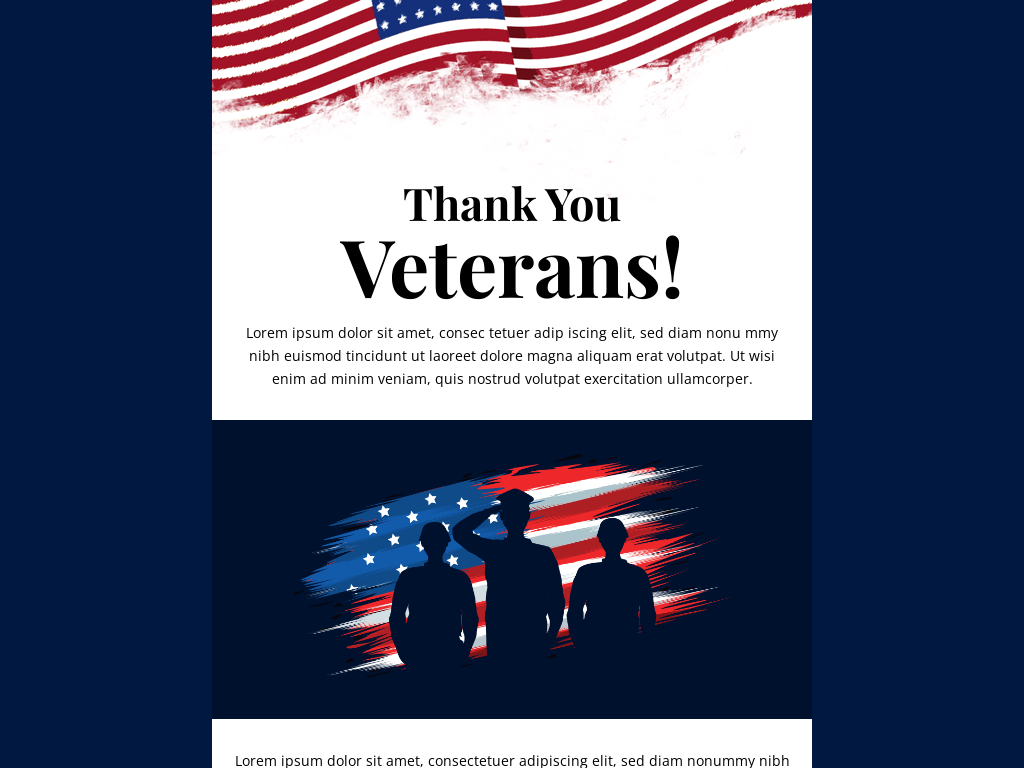 Thank You
Veterans!
Lorem ipsum dolor sit amet, consec tetuer adip iscing elit, sed diam nonu mmy
nibh euismod tincidunt ut laoreet dolore magna aliquam erat volutpat. Ut wisi
enim ad minim veniam, quis nostrud volutpat exercitation ullamcorper.
Lorem ipsum dolor sit amet, consectetuer adipiscing elit, sed diam nonummy nibh